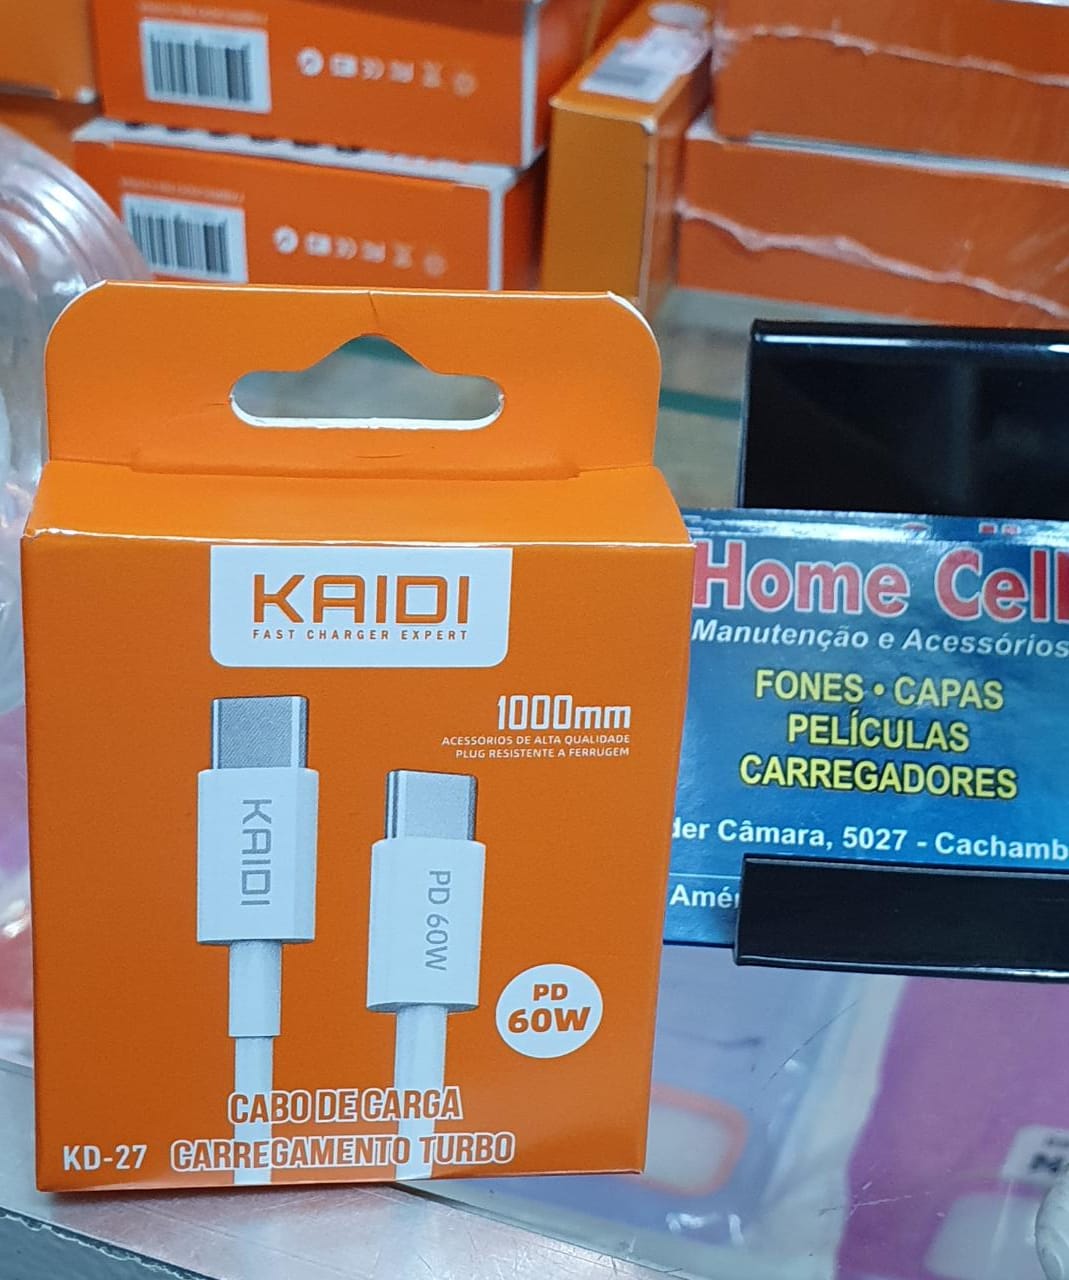 KAIDI
FAST CHARGER EXPERT
1000mm
ACESSÓRIOS DE ALTA QUALIDADE
PLUG RESISTENTE A FERRUGEM
KAIDI
PD 60W
PD
60W
CABO DE CARGA
KD-27 CARREGAMENTO TURBO
Home Cell
Manutenção e Acessórios
FONES • CAPAS
PELÍCULAS
CARREGADORES
der Câmara, 5027 - Cachamb
Amér